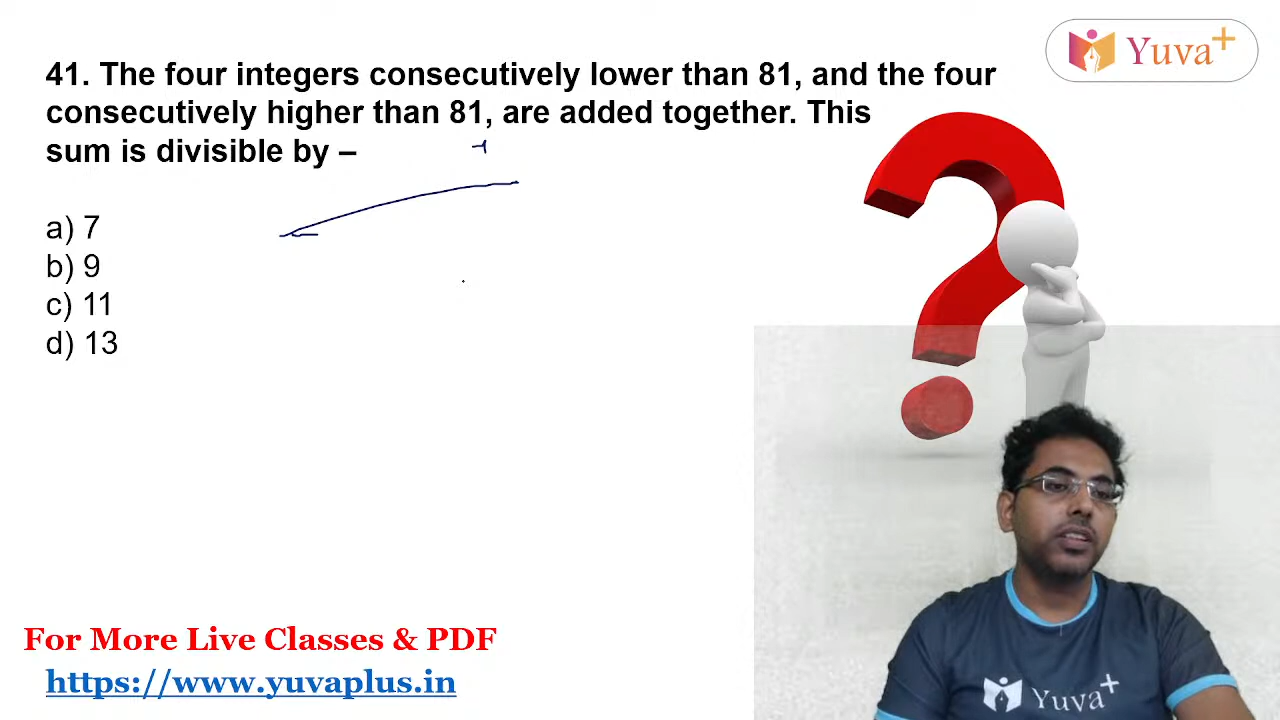 Yuva+
41. The four integers consecutively lower than 81, and the four
consecutively higher than 81, are added together. This
sum is divisible by –
a) 7
b) 9
c) 11
d) 13
For More Live Classes & PDF
https://www.yuvaplus.in
Yuva+